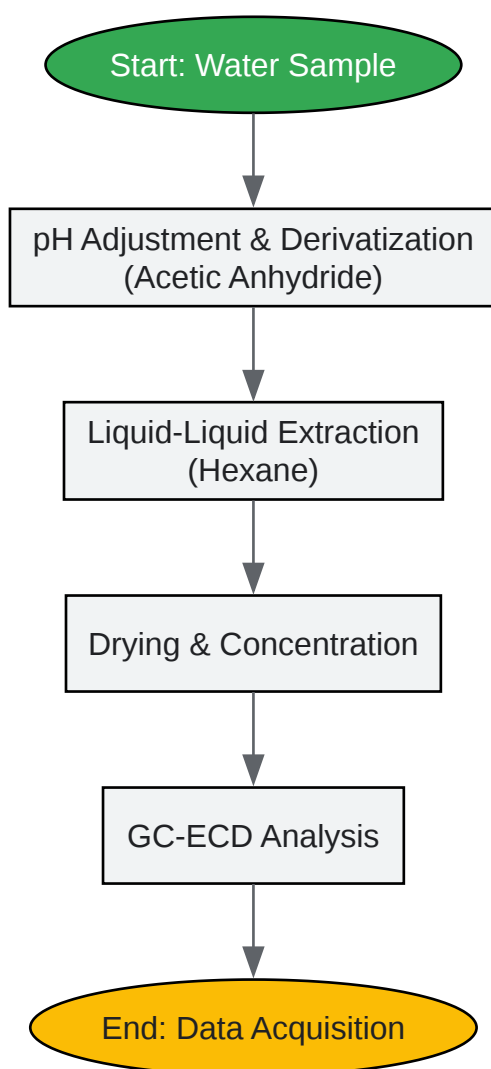 Start: Water Sample
pH Adjustment & Derivatization
(Acetic Anhydride)
Liquid-Liquid Extraction
(Hexane)
Drying & Concentration
GC-ECD Analysis
End: Data Acquisition